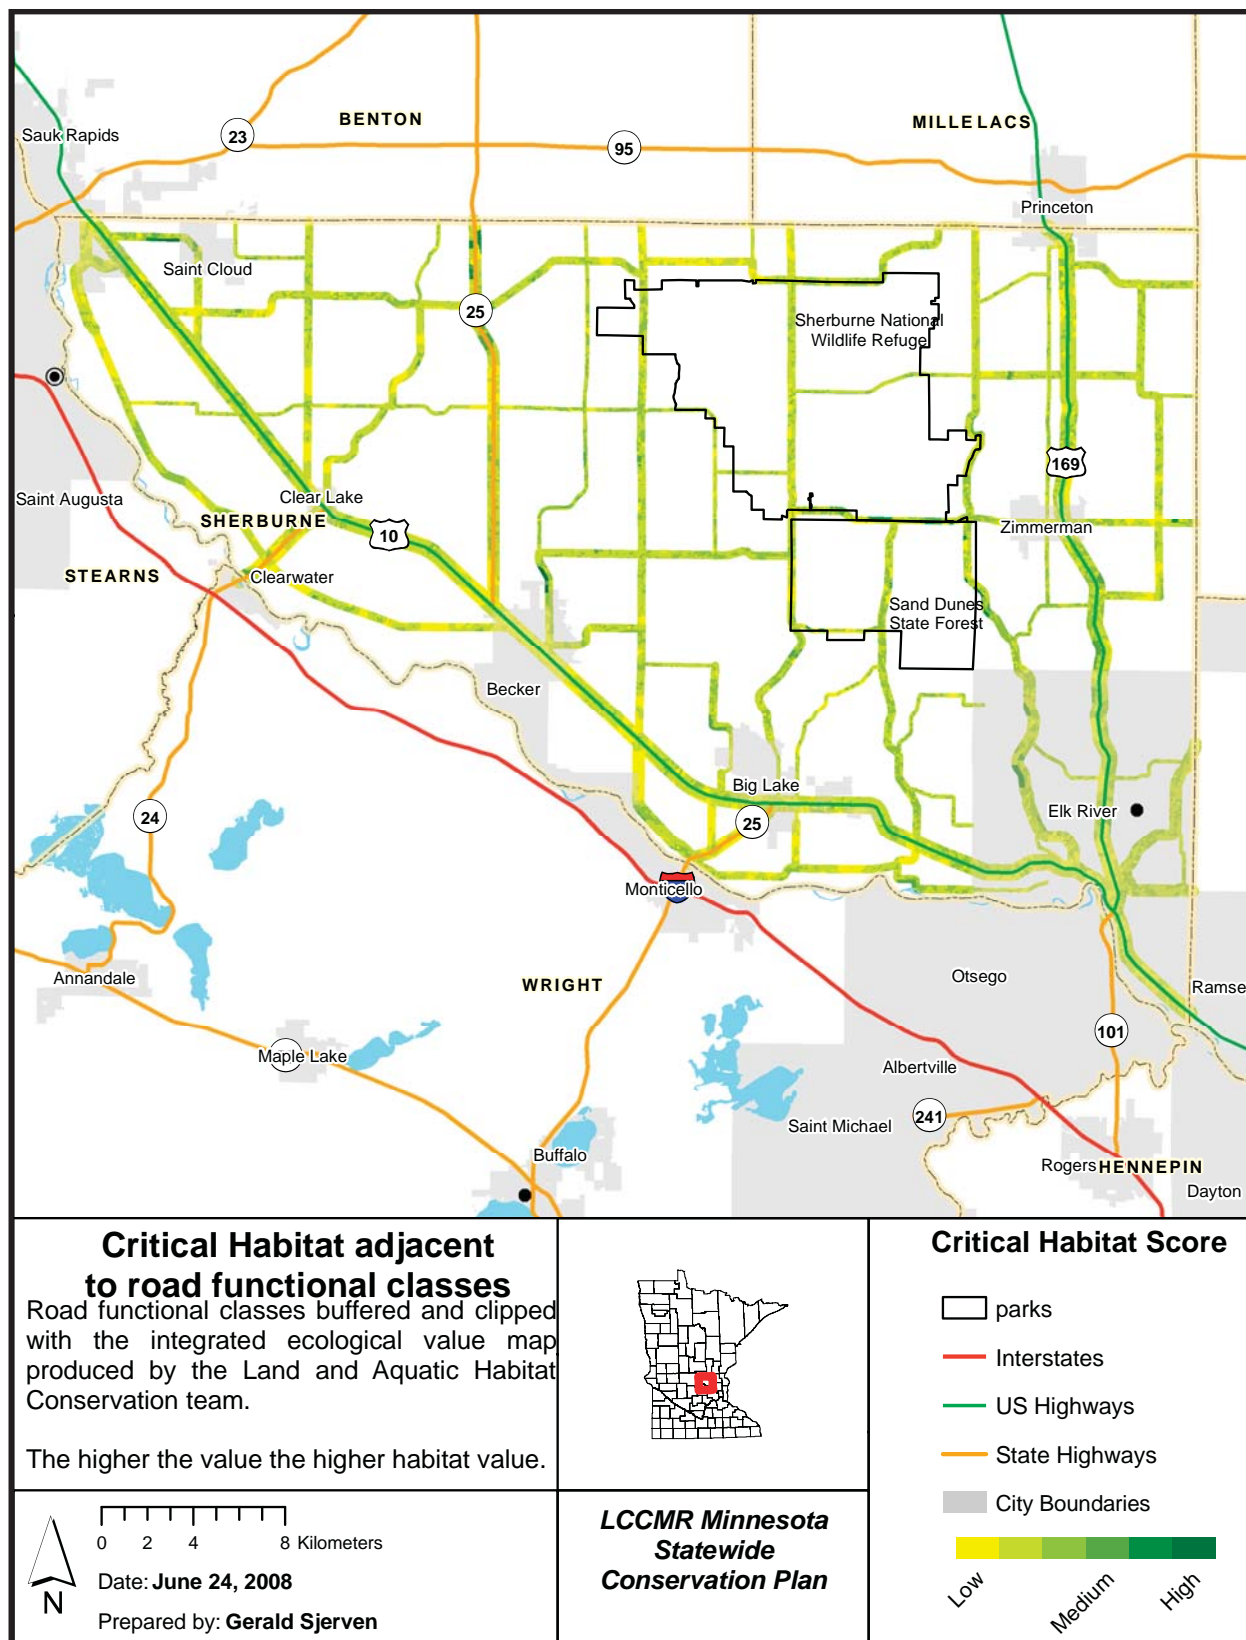 BENTON
MILLE LACS
Sauk Rapids
23
95
Princeton
Saint Cloud
25
Sherburne National
Wildlife Refuge
169
Saint Augusta
Clear Lake
SHERBURNE
10
Zimmerman
STEARNS
Clearwater
Sand Dunes
State Forest
Becker
Big Lake
24
25
Elk River
Monticello
Annandale
WRIGHT
Otsego
Ramse
101
Maple Lake
Albertville
241
Saint Michael
Buffalo
Rogers
HENNEPIN
Dayton
Critical Habitat adjacent
to road functional classes
Road functional classes buffered and clipped
with the integrated ecological value map
produced by the Land and Aquatic Habitat
Conservation team.
The higher the value the higher habitat value.
0 2 4 8 Kilometers
N
Date: June 24, 2008
Prepared by: Gerald Sjerven
LCCMR Minnesota
Statewide
Conservation Plan
Critical Habitat Score
parks
Interstates
US Highways
State Highways
City Boundaries
Low
Medium
High